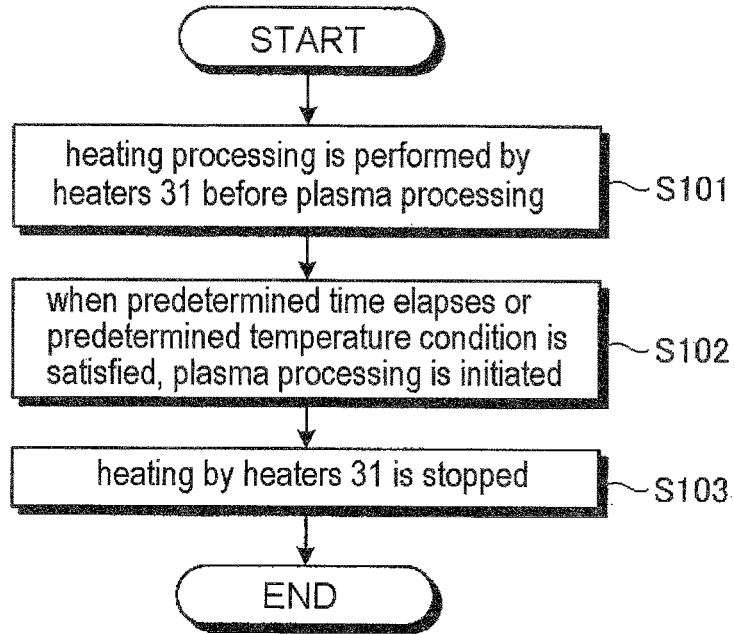 START
heating processing is performed by
heaters 31 before plasma processing
S101
when predetermined time elapses or
predetermined temperature condition is
satisfied, plasma processing is initiated
S102
heating by heaters 31 is stopped
S103
END